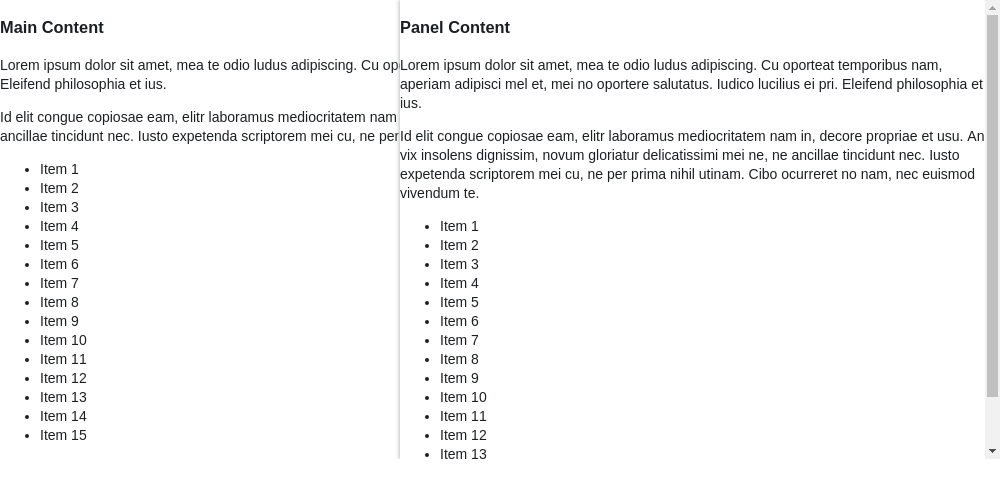 Main Content
Lorem ipsum dolor sit amet, mea te odio ludus adipiscing. Cu op
Eleifend philosophia et ius.
Id elit congue copiosae eam, elitr laboramus mediocritatem nam
ancillae tincidunt nec. Iusto expetenda scriptorem mei cu, ne per
Item 1
Item 2
Item 3
Item 4
Item 5
Item 6
Item 7
Item 8
Item 9
Item 10
Item 11
Item 12
Item 13
Item 14
Item 15
Panel Content
Lorem ipsum dolor sit amet, mea te odio ludus adipiscing. Cu oporteat temporibus nam,
aperiam adipisci mel et, mei no oportere salutatus. Iudico lucilius ei pri. Eleifend philosophia et
ius.
Id elit congue copiosae eam, elitr laboramus mediocritatem nam in, decore propriae et usu. An
vix insolens dignissim, novum gloriatur delicatissimi mei ne, ne ancillae tincidunt nec. Iusto
expetenda scriptorem mei cu, ne per prima nihil utinam. Cibo ocurreret no nam, nec euismod
vivendum te.
Item 1
Item 2
Item 3
Item 4
Item 5
Item 6
Item 7
Item 8
Item 9
Item 10
Item 11
Item 12
Item 13